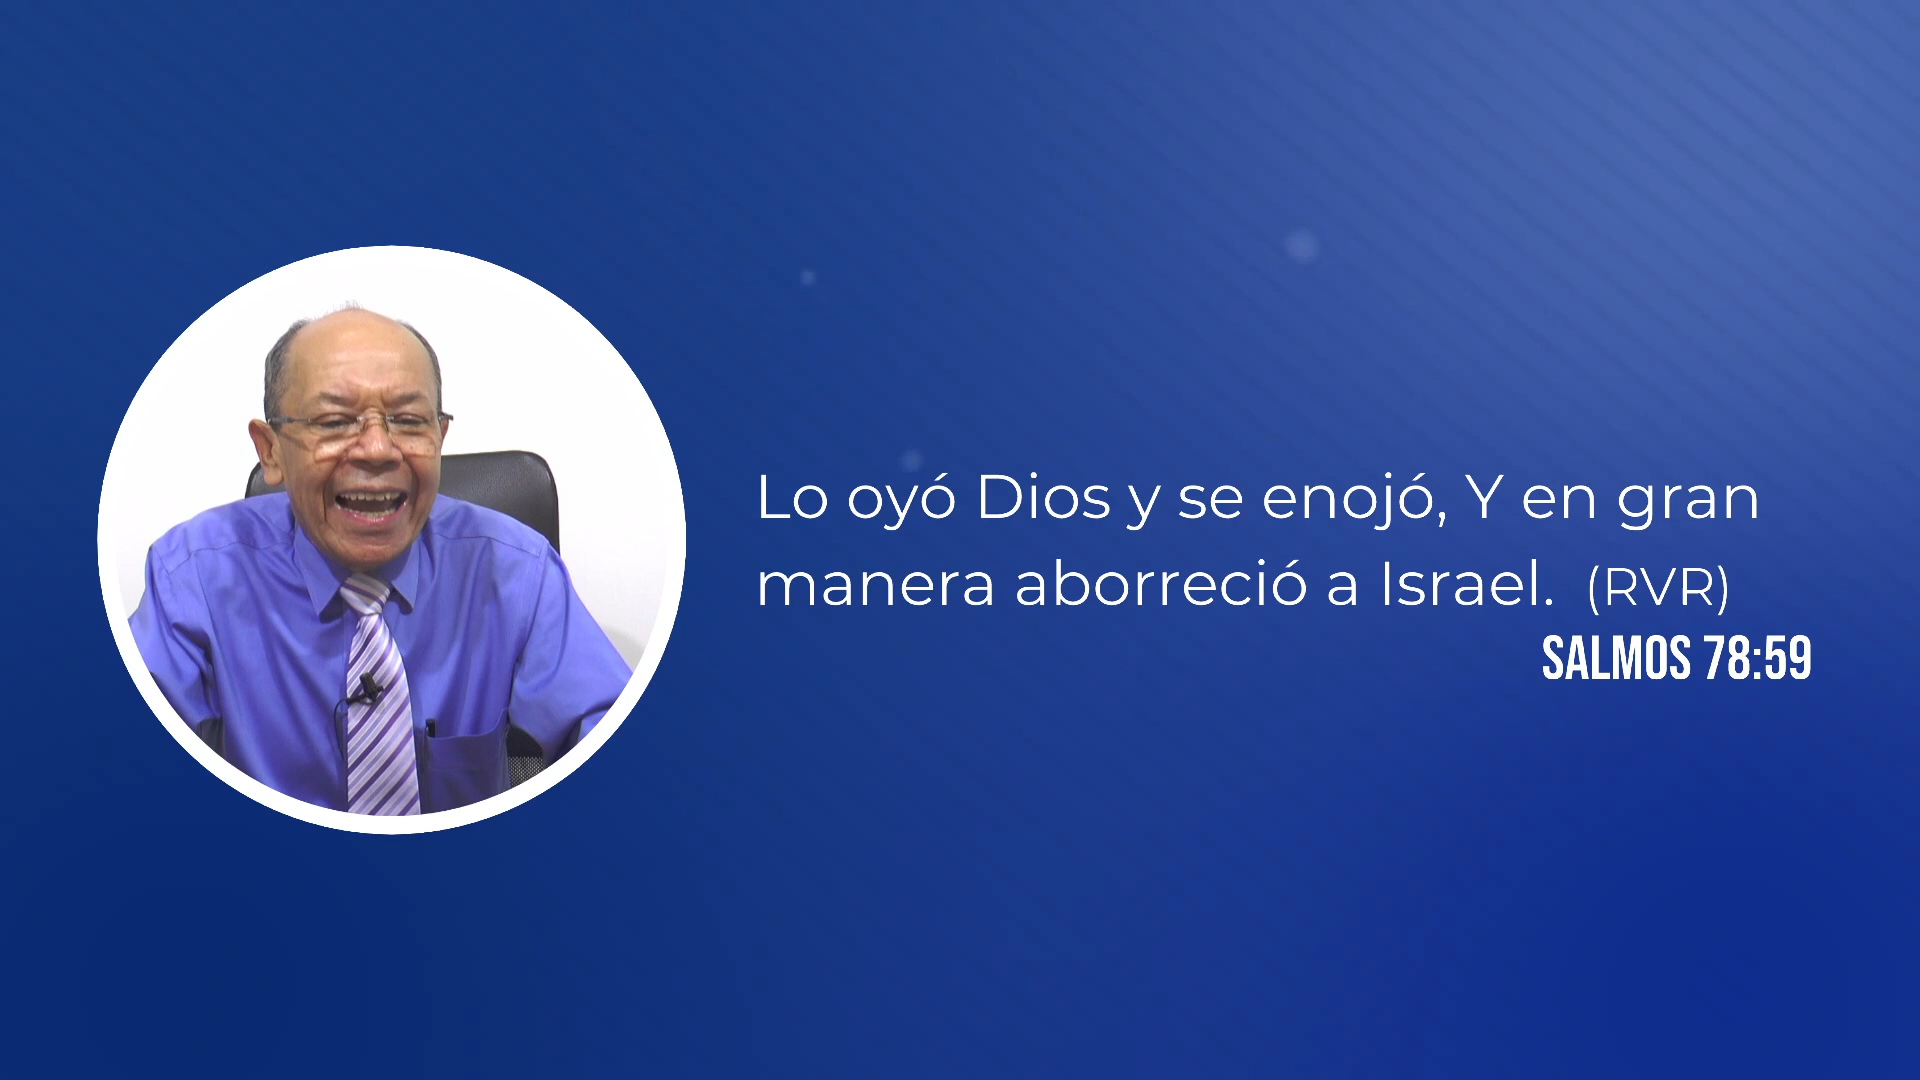 Lo oyó Dios y se enojó, Y en gran
manera aborreció a Israel. (RVR)
SALMOS 78:59